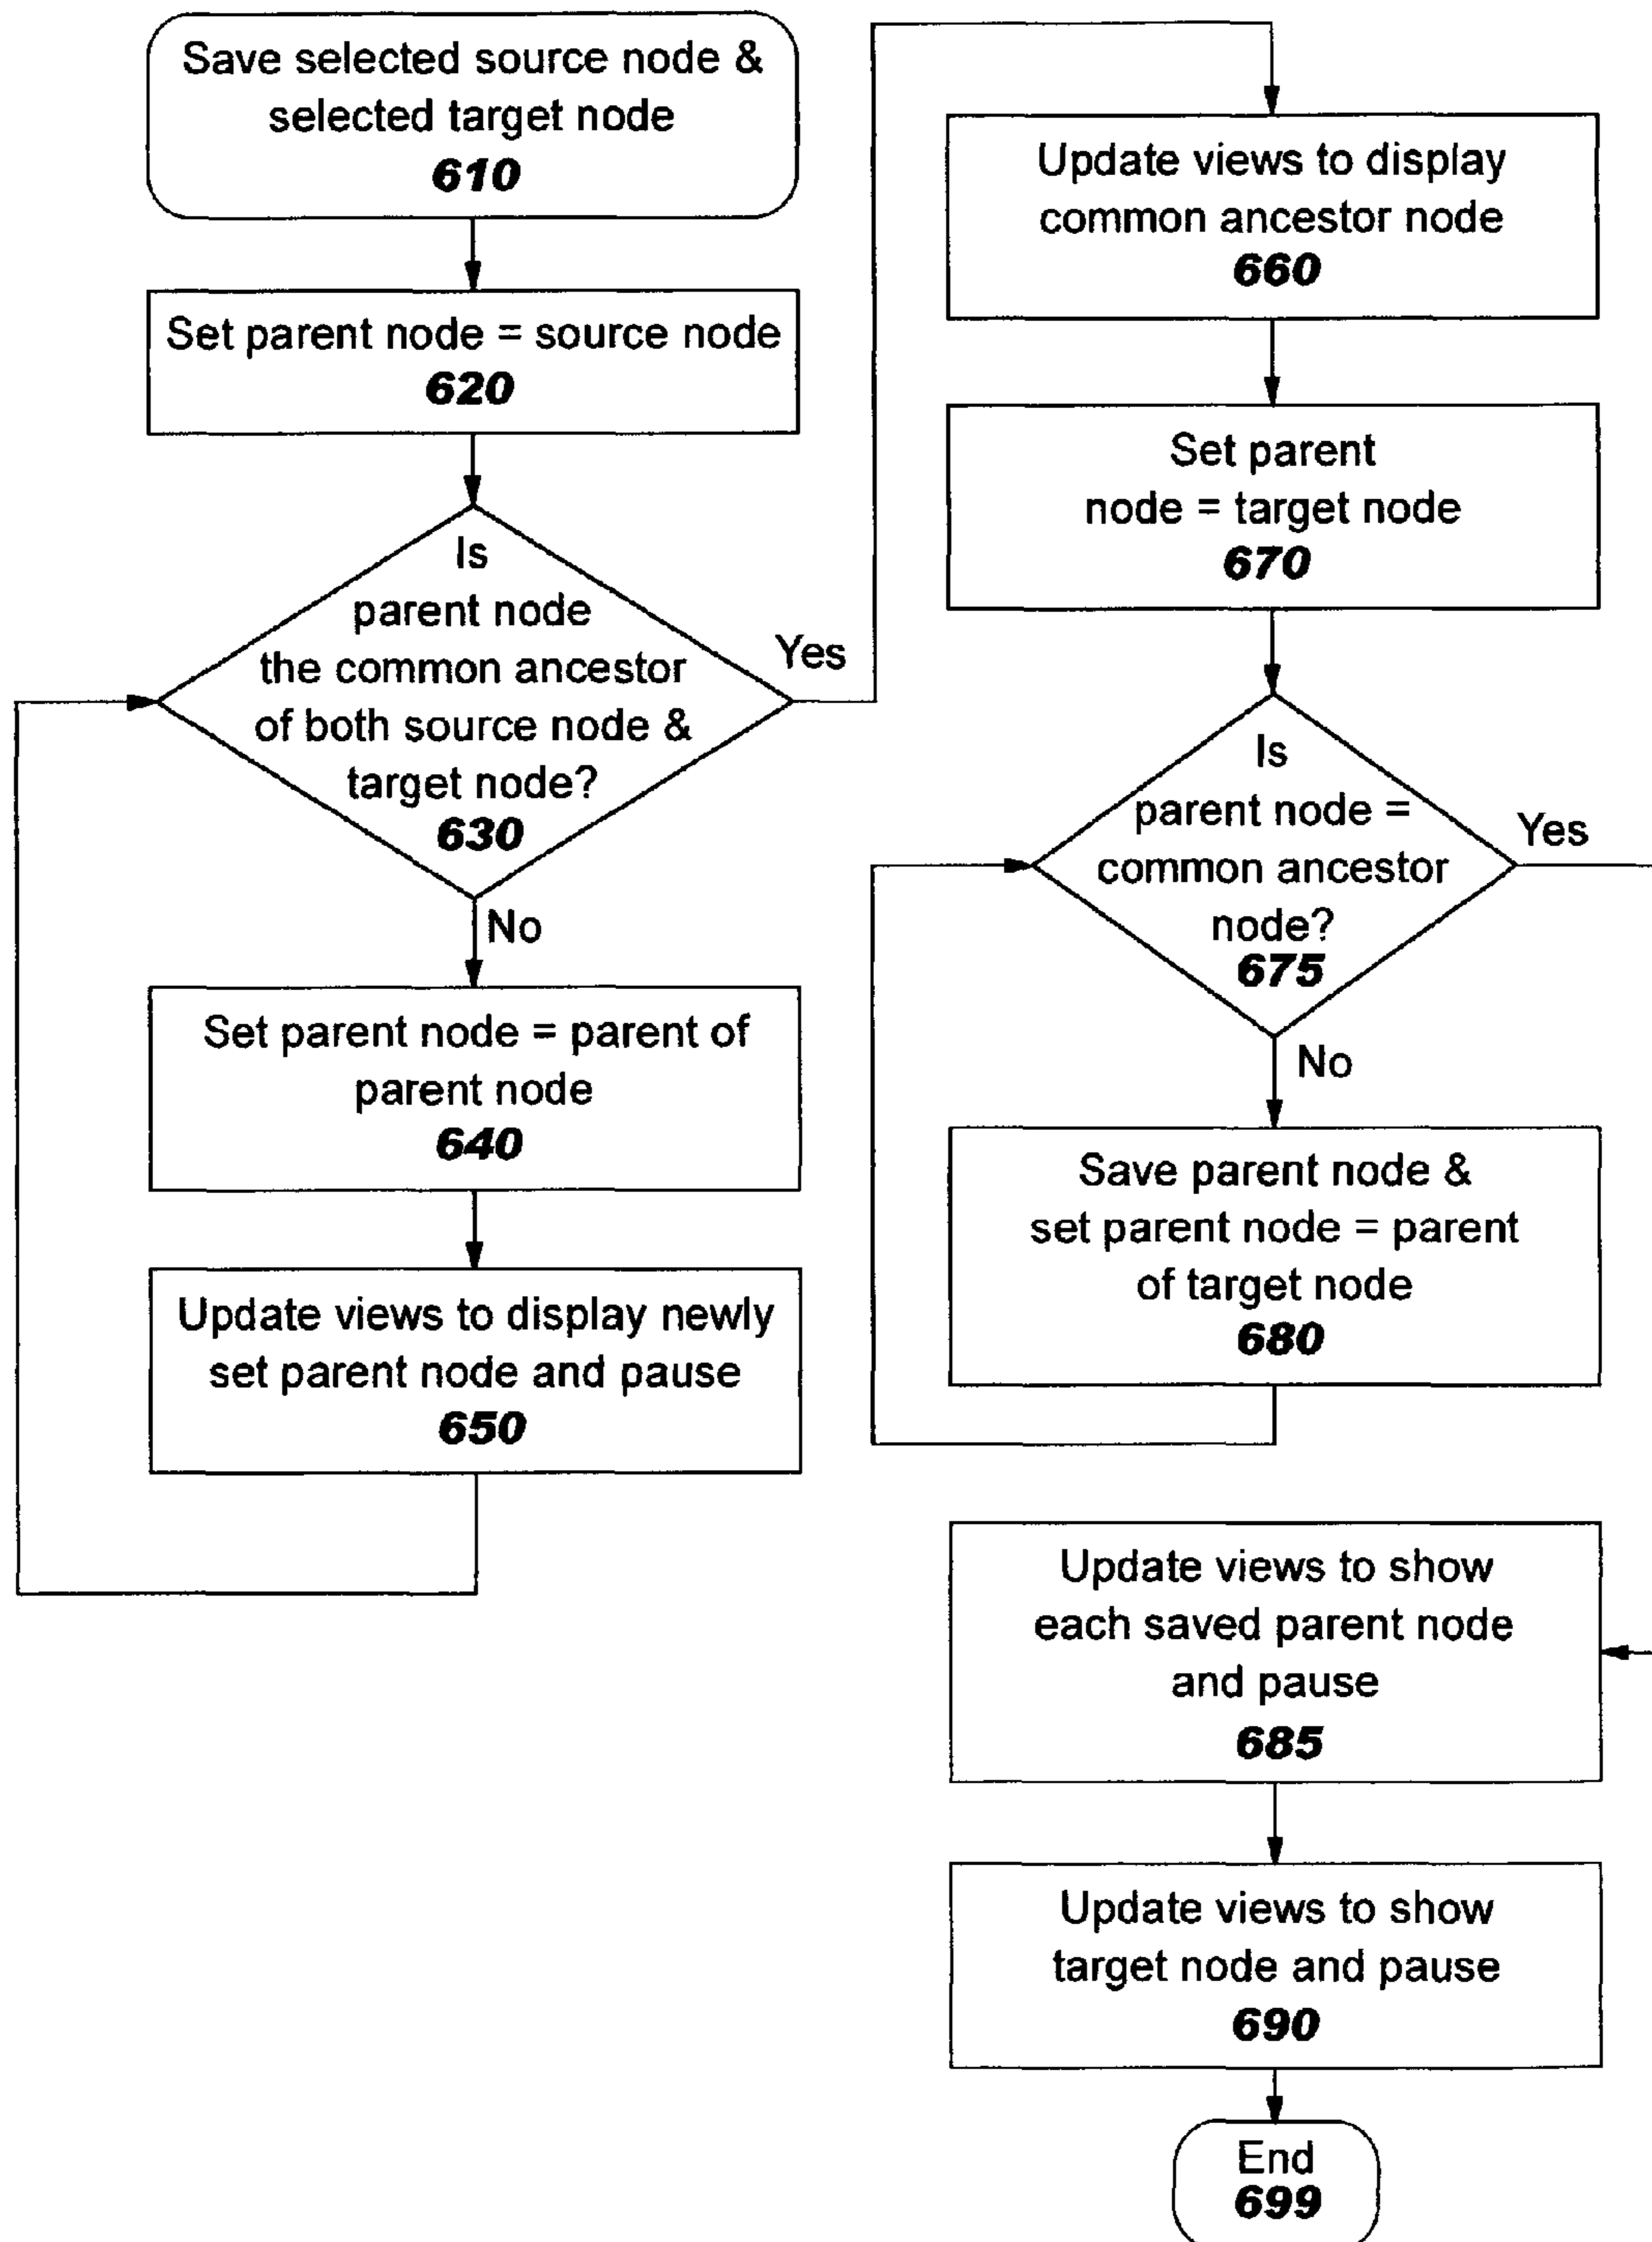 Save selected source node &
selected target node
610
Set parent node = source node
620
Is
parent node
the common ancestor
of both source node &
target node?
630
Yes
No
Set parent node = parent of
parent node
640
Update views to display newly
set parent node and pause
650
Update views to display
common ancestor node
660
Set parent
node = target node
670
Is
parent node =
common ancestor
node?
675
Yes
No
Save parent node &
set parent node = parent
of target node
680
Update views to show
each saved parent node
and pause
685
Update views to show
target node and pause
690
End
699